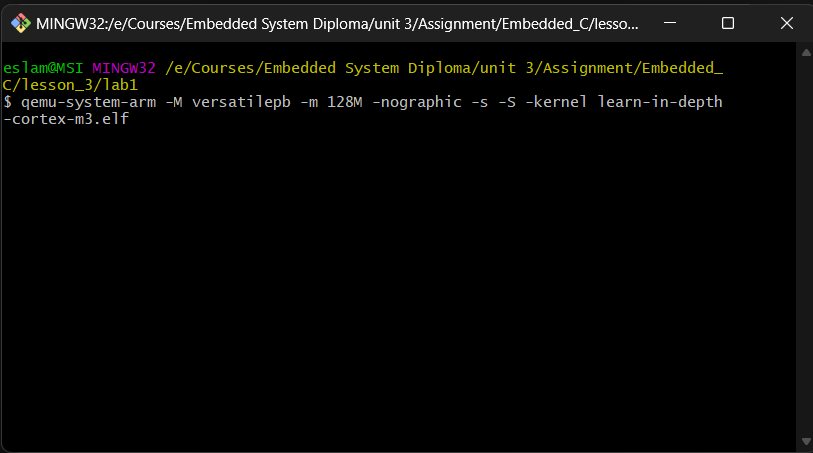 MINGW32:/e/Courses/Embedded System Diploma/unit 3/Assignment/Embedded_C/lesso...
eslam@MSI MINGW32 /e/Courses/Embedded System Diploma/unit 3/Assignment/Embedded_
C/lesson_3/lab1
$ qemu-system-arm -M versatilepb -m 128M -nographic -s -S -kernel learn-in-depth
-cortex-m3.elf